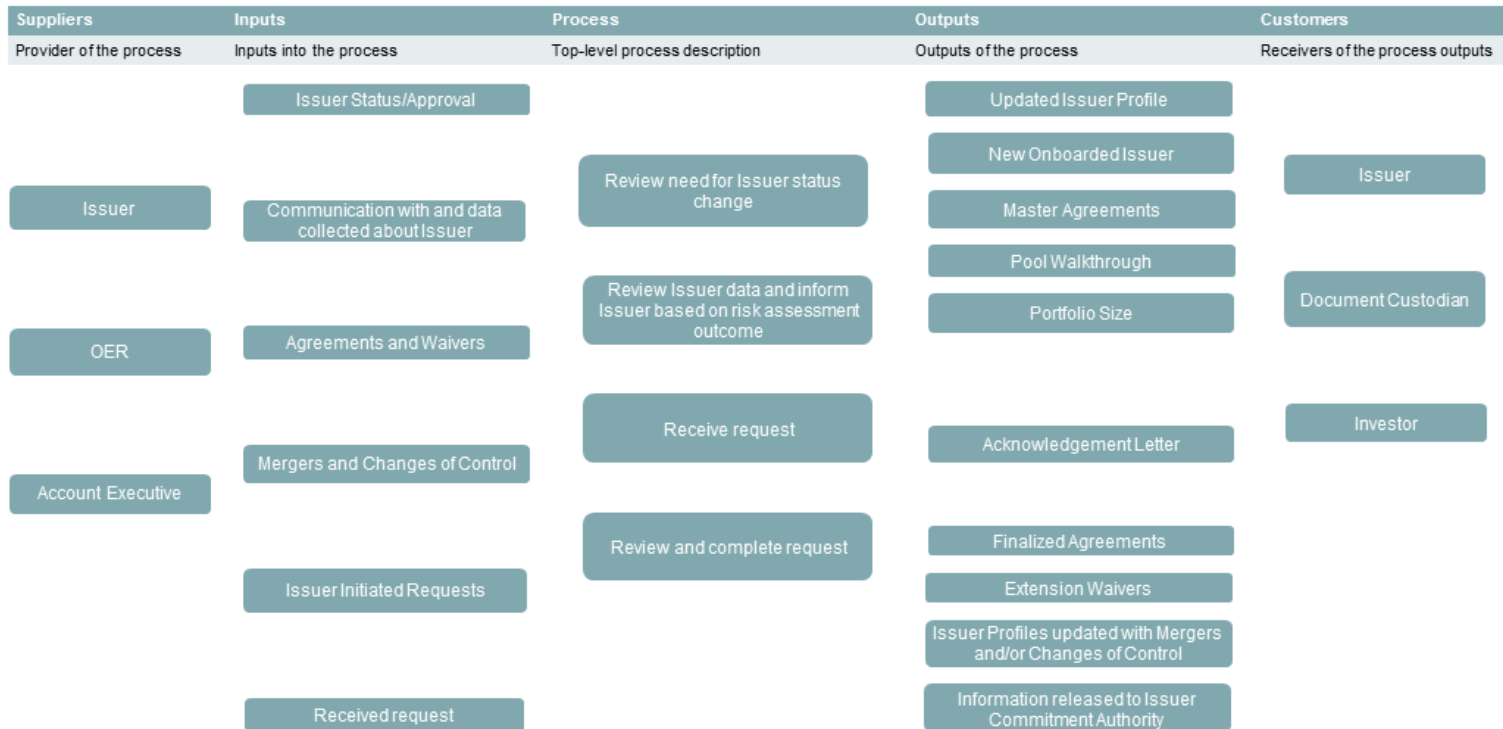 Suppliers
Inputs
Process
Outputs
Customers
Provider of the process
Inputs into the process
Top-level process description
Outputs of the process
Receivers of the process outputs
Issuer
OER
Account Executive
Issuer Status/Approval
Communication with and data
collected about Issuer
Agreements and Waivers
Mergers and Changes of Control
Issuer Initiated Requests
Received request
Review need for Issuer status
change
Review Issuer data and inform
Issuer based on risk assessment
outcome
Receive request
Review and complete request
Updated Issuer Profile
New Onboarded Issuer
Master Agreements
Pool Walkthrough
Portfolio Size
Acknowledgement Letter
Finalized Agreements
Extension Waivers
Issuer Profiles updated with Mergers
and/or Changes of Control
Information released to Issuer
Commitment Authority
Issuer
Document Custodian
Investor